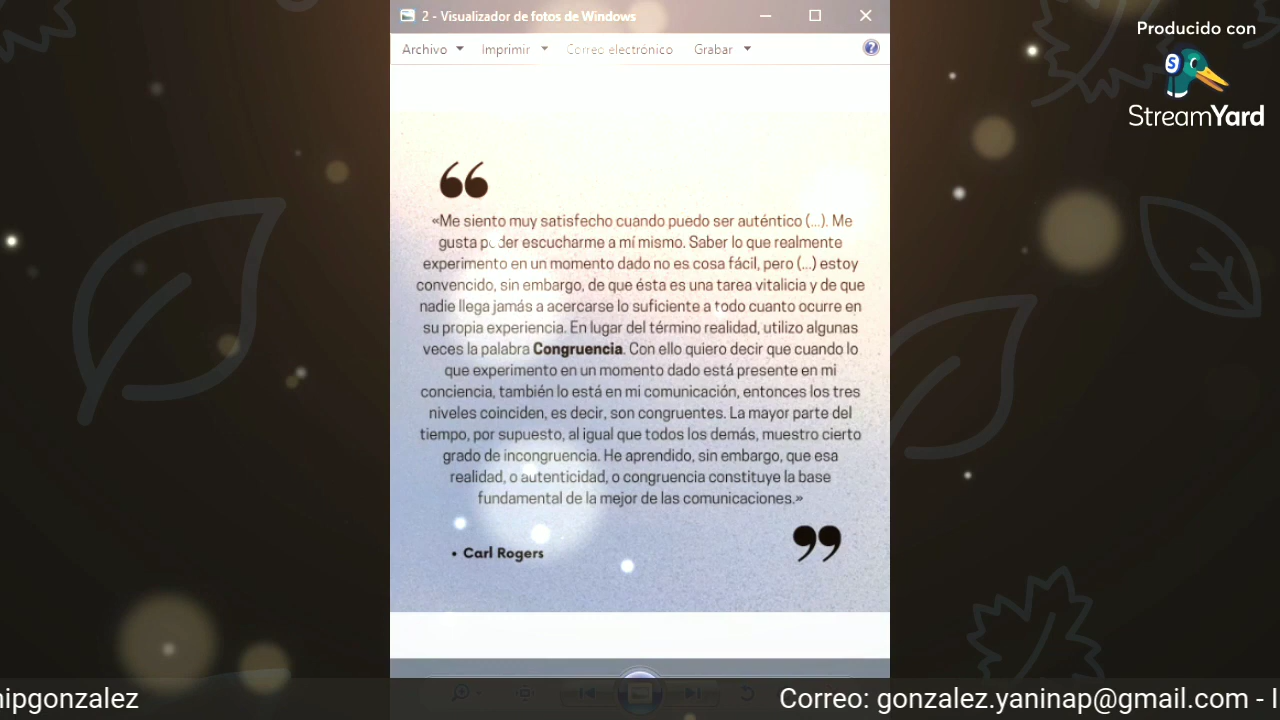 2 - Visualizador de fotos de Windows
Archivo Imprimir Correo electrónico Grabar
Producido con
StreamYard
“
«Me siento muy satisfecho cuando puedo ser auténtico (...). Me
gusta poder escucharme a mí mismo. Saber lo que realmente
experimento en un momento dado no es cosa fácil, pero (...) estoy
convencido, sin embargo, de que ésta es una tarea vitalicia y de que
nadie llega jamás a acercarse lo suficiente a todo cuanto ocurre en
su propia experiencia. En lugar del término realidad, utilizo algunas
veces la palabra Congruencia. Con ello quiero decir que cuando lo
que experimento en un momento dado está presente en mi
conciencia, también lo está en mi comunicación, entonces los tres
niveles coinciden, es decir, son congruentes. La mayor parte del
tiempo, por supuesto, al igual que todos los demás, muestro cierto
grado de incongruencia. He aprendido, sin embargo, que esa
realidad, o autenticidad, o congruencia constituye la base
fundamental de la mejor de las comunicaciones.»
”
• Carl Rogers
nipgonzalez Correo: gonzalez.yaninap@gmail.com - I